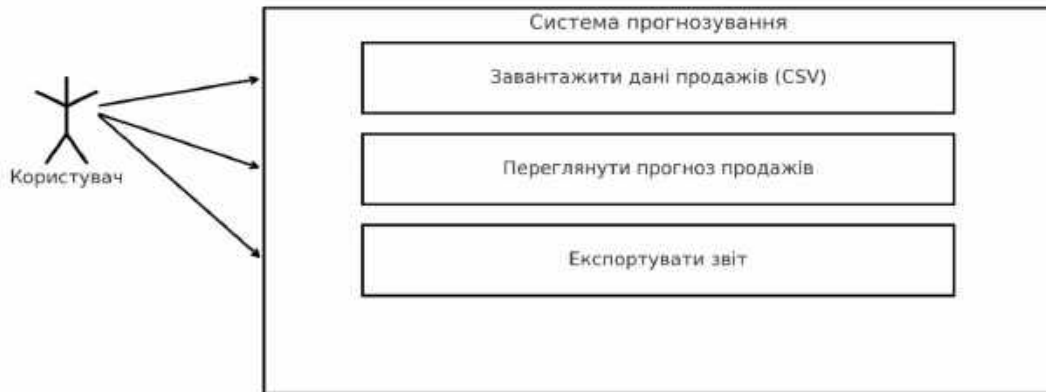 Система прогнозування
Завантажити дані продажів (CSV)
Користувач
Переглянути прогноз продажів
Експортувати звіт